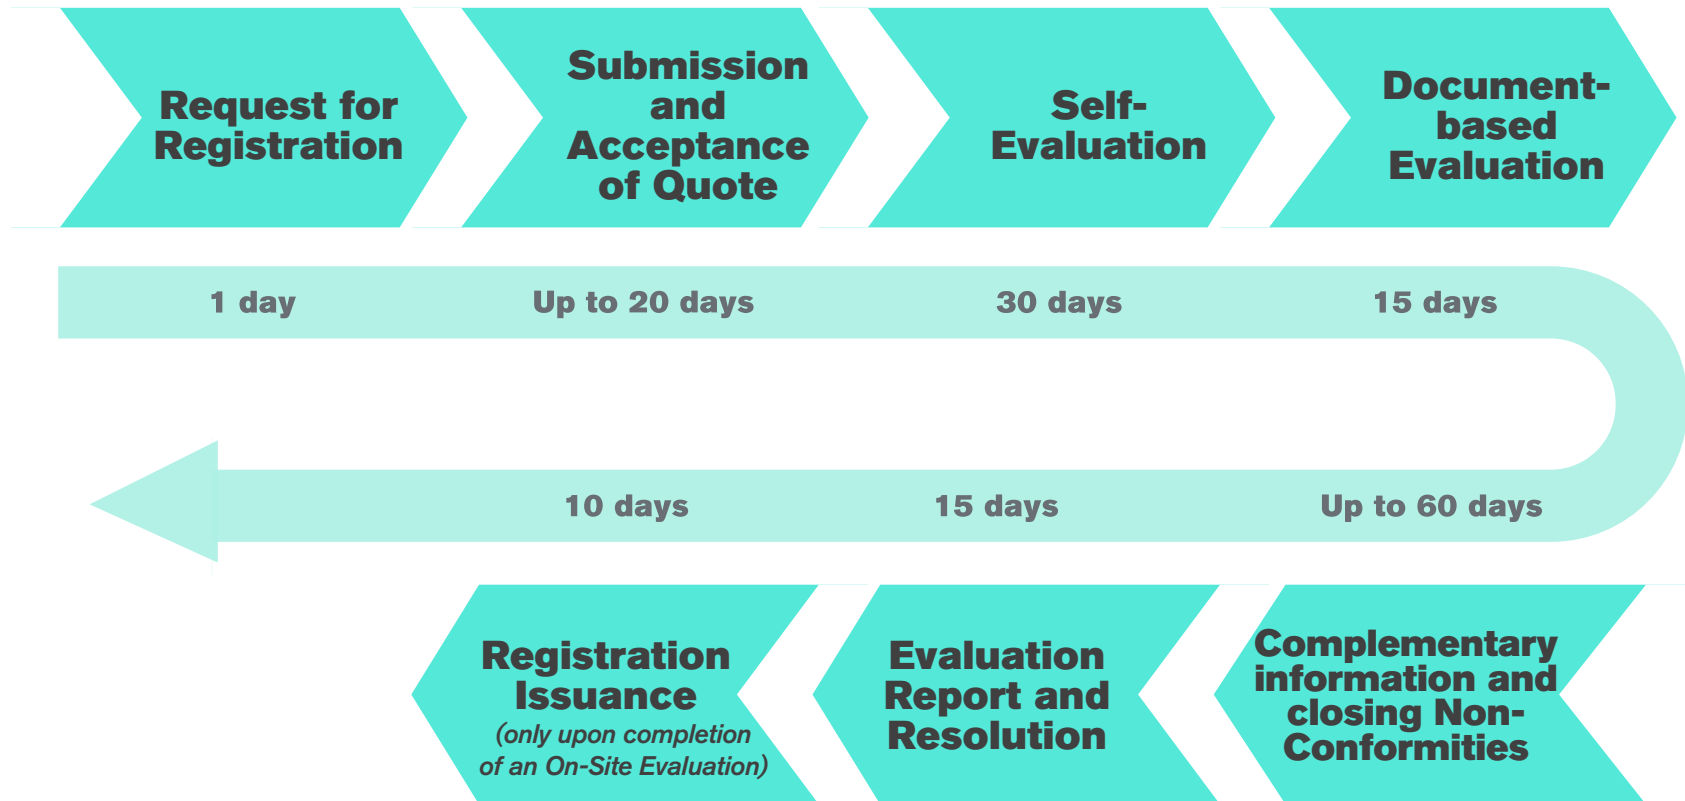 Request for
Registration
Submission
and
Acceptance
of Quote
Self-
Evaluation
Document-
based
Evaluation
1 day
Up to 20 days
30 days
15 days
10 days
15 days
Up to 60 days
Registration
Issuance
(only upon completion
of an On-Site Evaluation)
Evaluation
Report and
Resolution
Complementary
information and
closing Non-
Conformities